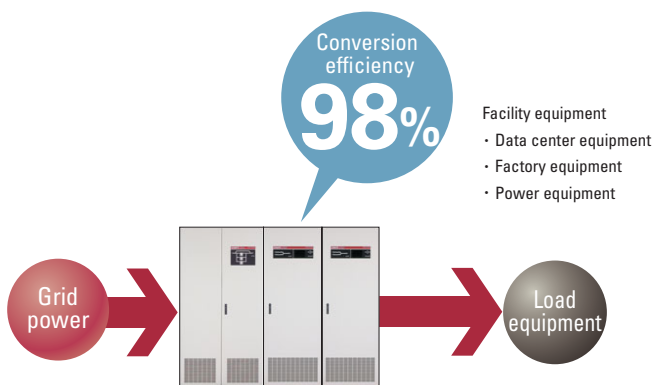 Conversion
efficiency
98%
Facility equipment
・Data center equipment
・Factory equipment
・Power equipment
Grid
power
Load
equipment